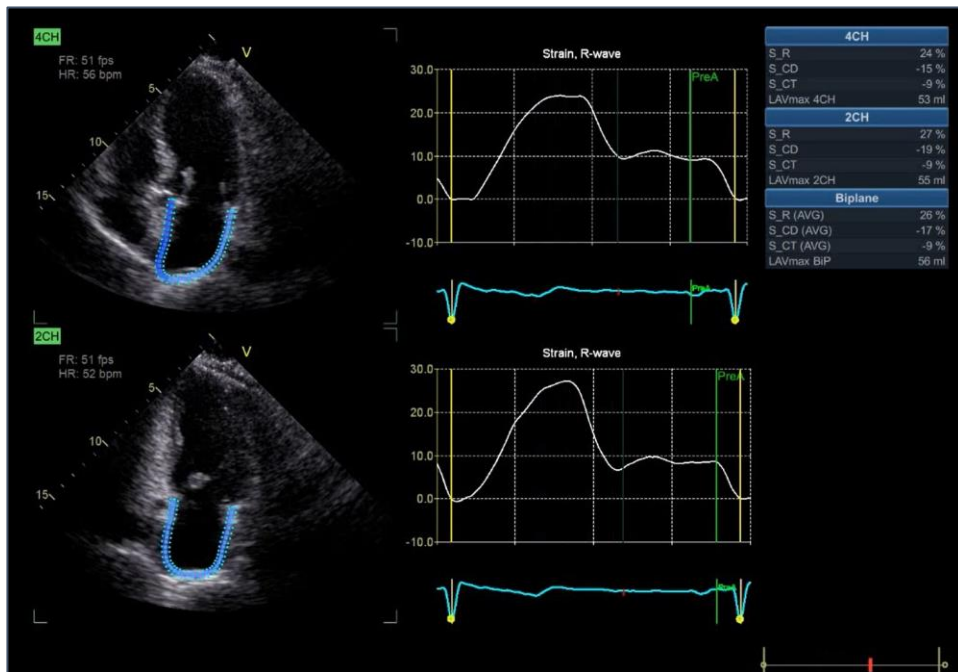 4CH
FR: 51 fps
HR: 56 bpm
V
5
10
15
Strain, R-wave
30.0
20.0
10.0
0.0
-10.0
PreA
PreA
4CH
S_R 24 %
S_CD -15 %
S_CT -9 %
LAVmax 4CH 53 ml
2CH
S_R 27 %
S_CD -19 %
S_CT -9 %
LAVmax 2CH 55 ml
Biplane
S_R (AVG) 26 %
S_CD (AVG) -17 %
S_CT (AVG) -9 %
LAVmax BiP 56 ml
2CH
FR: 51 fps
HR: 52 bpm
V
5
10
15
Strain, R-wave
30.0
20.0
10.0
0.0
-10.0
PreA
PreA